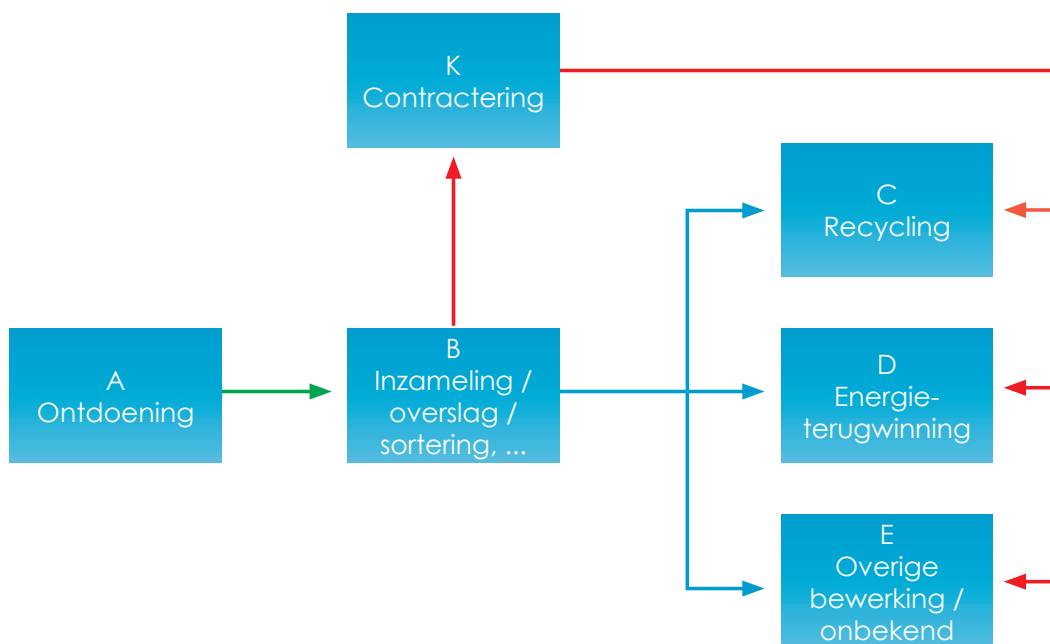 K
Contractering
C
Recycling
A
Ontdoening
B
Inzameling /
overslag /
sortering, ...
D
Energie-
terugwinning
E
Overige
bewerking /
onbekend